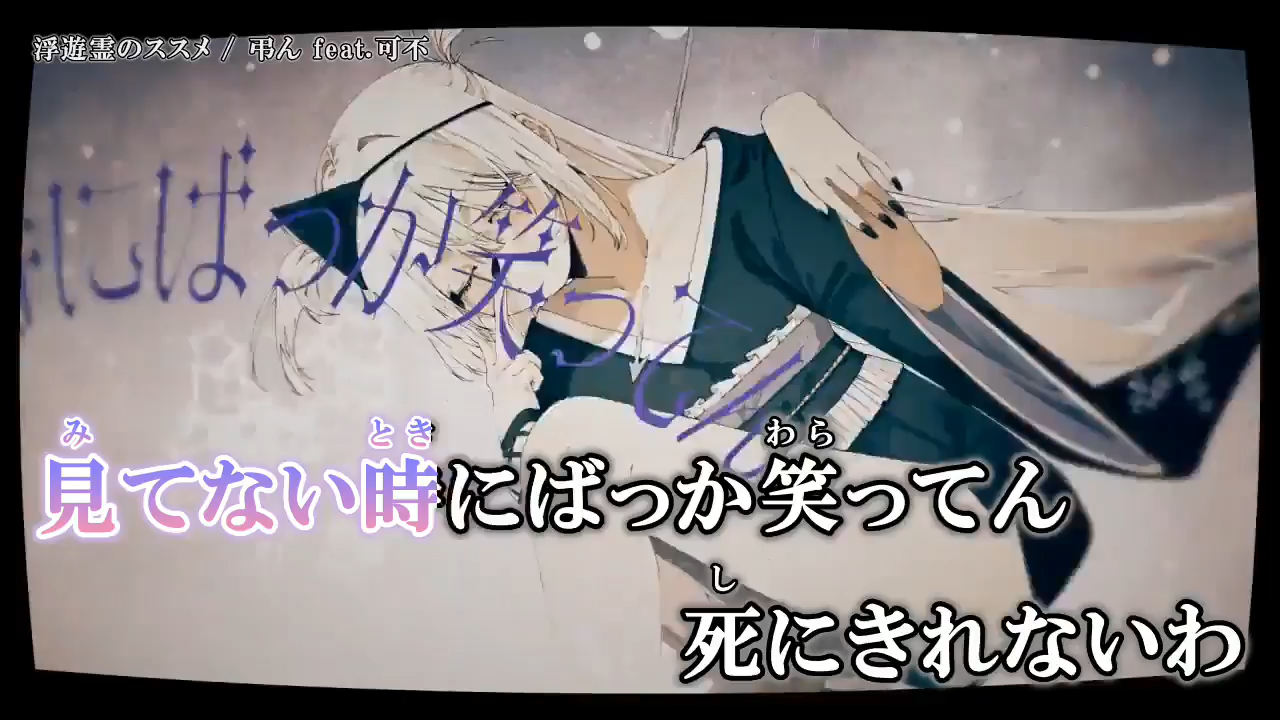 浮遊霊のススメ / 弔ん feat.可不
にばっか笑ってん
見てない時にばっか笑ってん
み とき わら
死にきれないわ
し